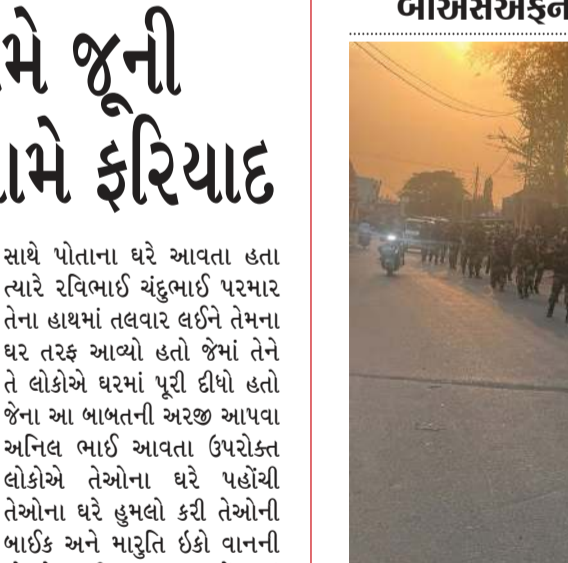 જૂની
ફરિયાદ
સાથે પોતાના ઘરે આવતા હતા
ત્યારે રવિભાઈ ચંદુભાઈ પરમાર
તેના હાથમાં તલવાર લઈને તેમના
ઘર તરફ આવ્યો હતો જેમાં તેને
તે લોકોએ ઘરમાં પૂરી દીધો હતો
જેના આ બાબતની અરજી આપવા
અનિલ ભાઈ આવતા ઉપરોક્ત
લોકોએ તેઓના ઘરે પહોંચી
તેઓના ઘરે હુમલો કરી તેઓની
બાઈક અને મારુતિ ઇકો વાનની